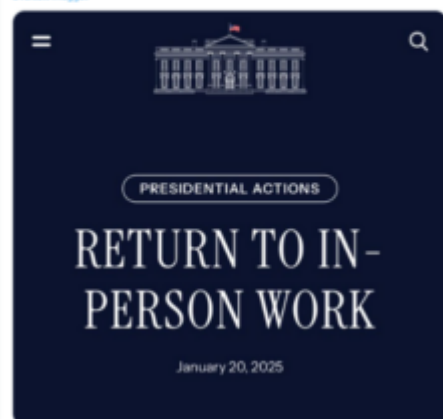 PRESIDENTIAL ACTIONS
RETURN TO IN-
PERSON WORK
January 20, 2025